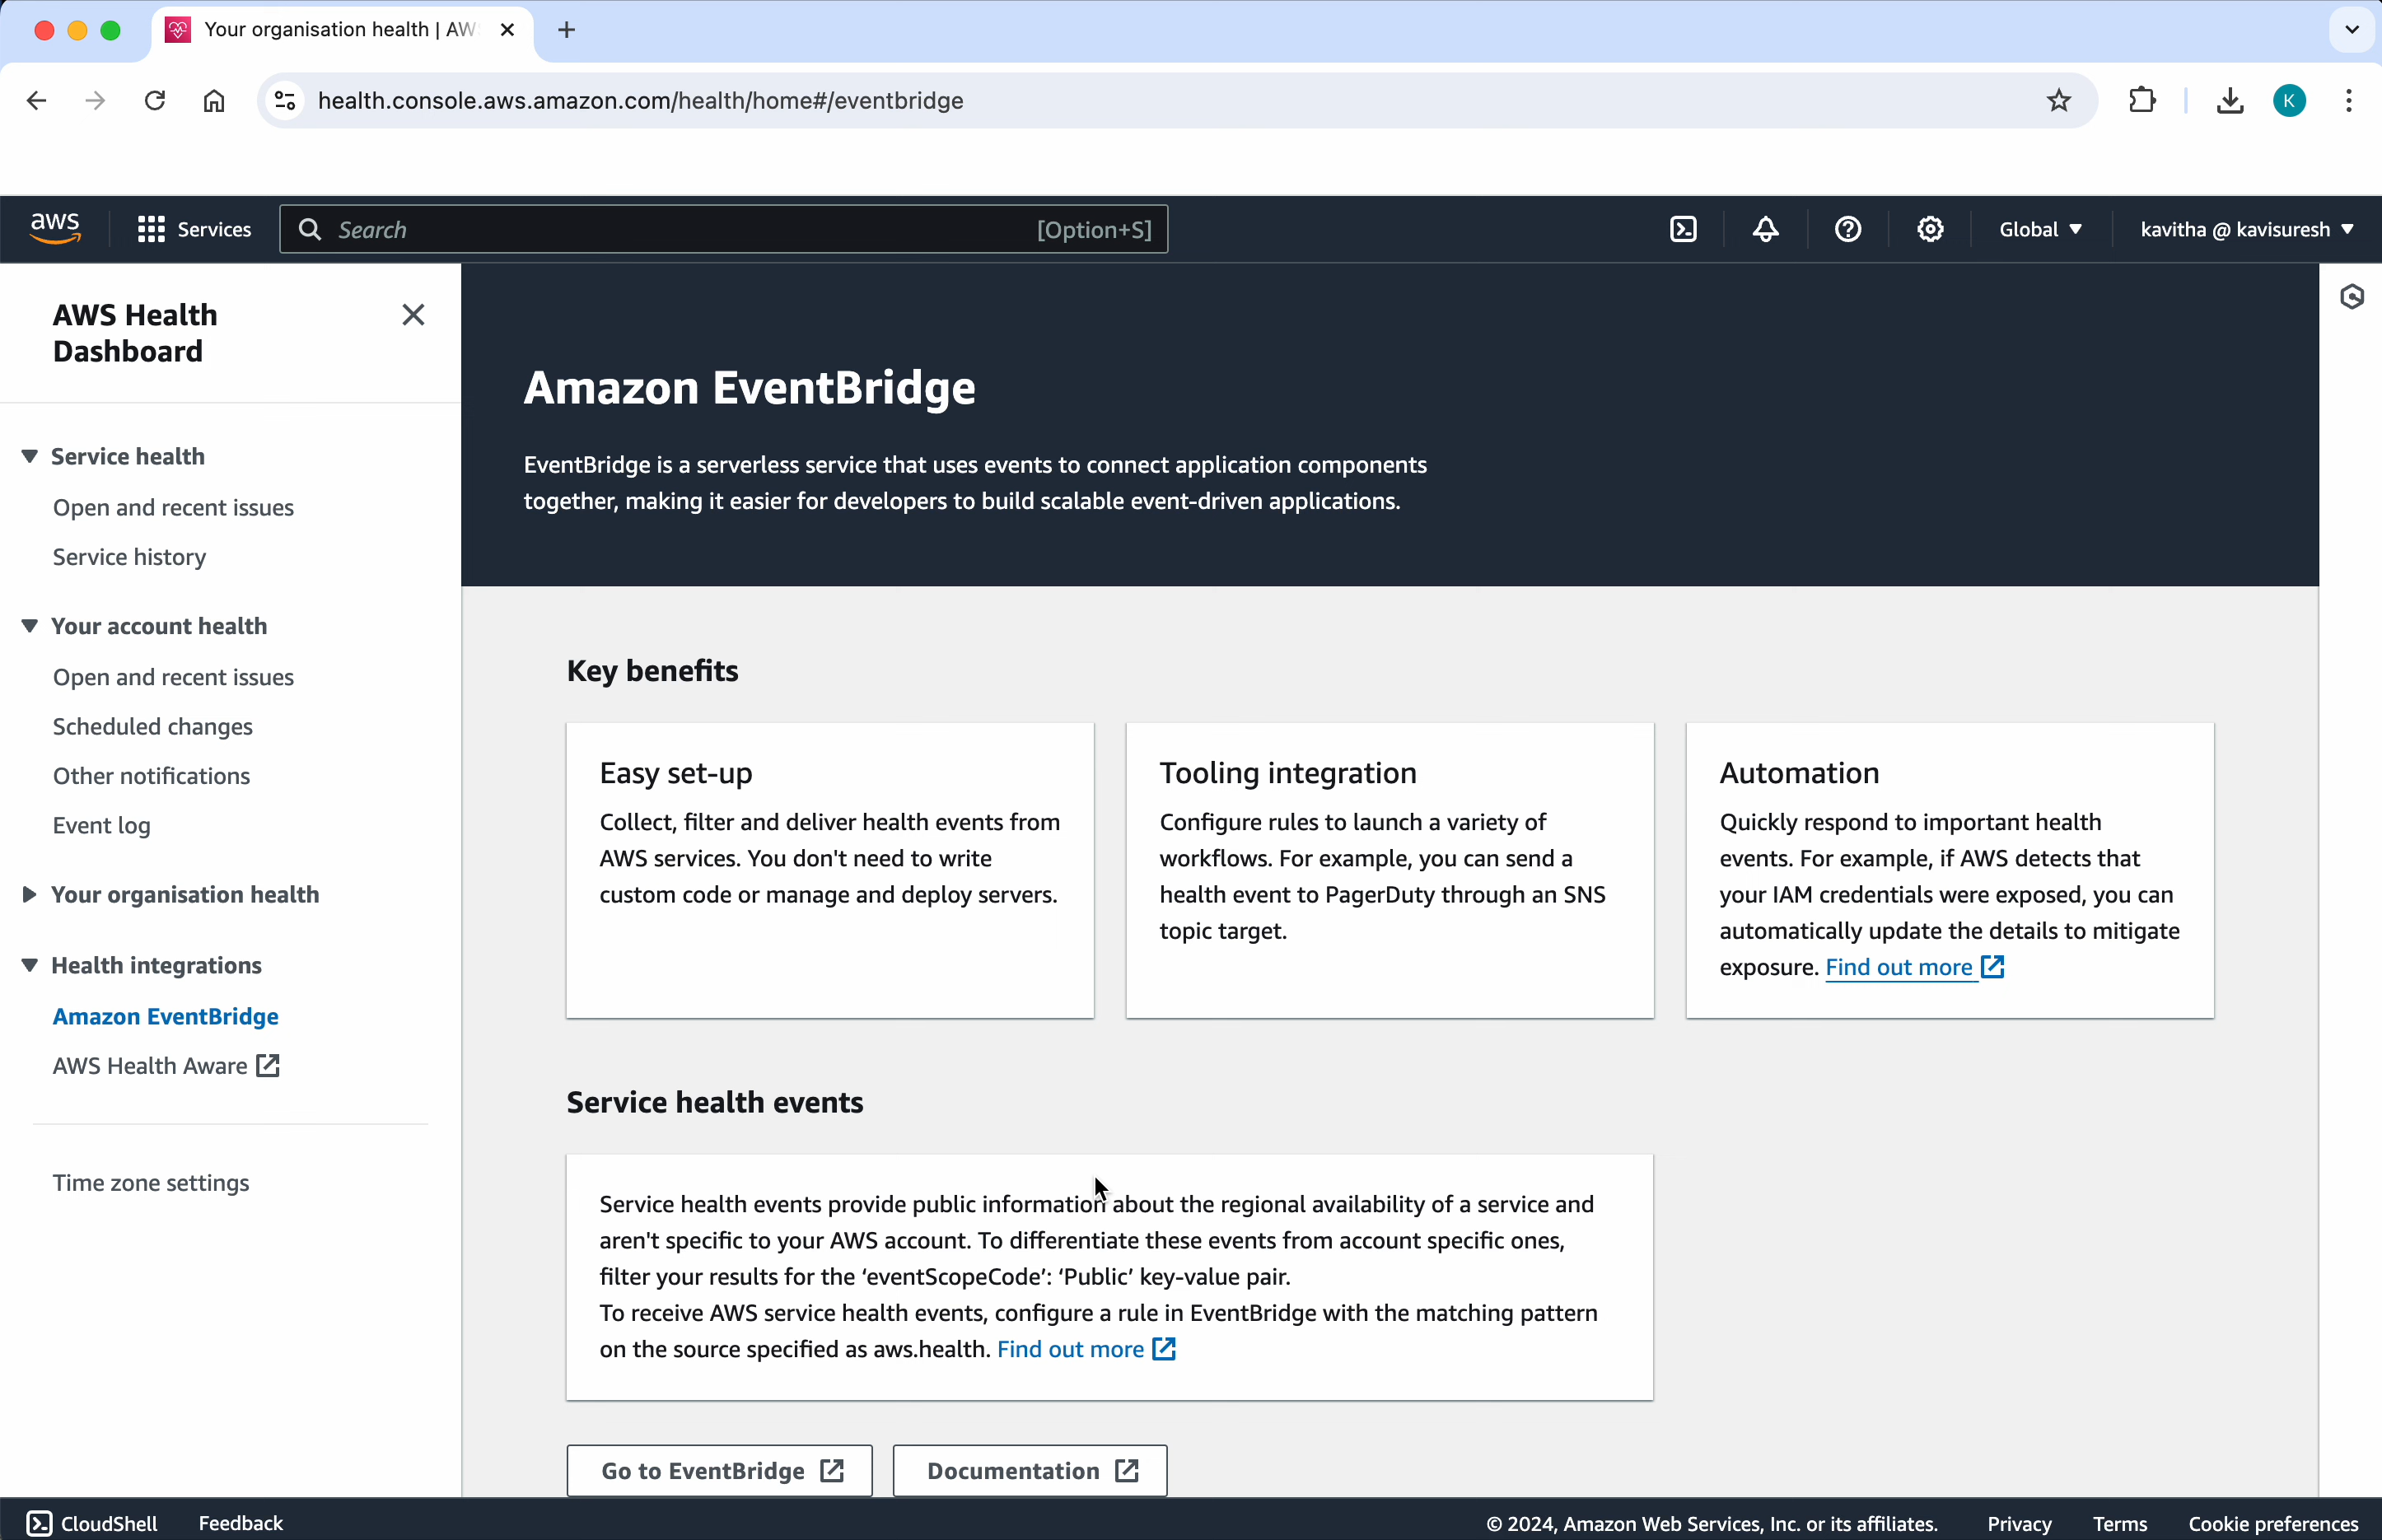 Your organisation health | AW
health.console.aws.amazon.com/health/home#/eventbridge
K
aws
Services
Search
[Option+S]
Global
kavitha @ kavisuresh
AWS Health
Dashboard
Service health
Open and recent issues
Service history
Your account health
Open and recent issues
Scheduled changes
Other notifications
Event log
Your organisation health
Health integrations
Amazon EventBridge
AWS Health Aware
Time zone settings
Amazon EventBridge
EventBridge is a serverless service that uses events to connect application components
together, making it easier for developers to build scalable event-driven applications.
Key benefits
Easy set-up
Collect, filter and deliver health events from
AWS services. You don't need to write
custom code or manage and deploy servers.
Tooling integration
Configure rules to launch a variety of
workflows. For example, you can send a
health event to PagerDuty through an SNS
topic target.
Automation
Quickly respond to important health
events. For example, if AWS detects that
your IAM credentials were exposed, you can
automatically update the details to mitigate
exposure. Find out more
Service health events
Service health events provide public information about the regional availability of a service and
aren't specific to your AWS account. To differentiate these events from account specific ones,
filter your results for the ‘eventScopeCode’: ‘Public’ key-value pair.
To receive AWS service health events, configure a rule in EventBridge with the matching pattern
on the source specified as aws.health. Find out more
Go to EventBridge
Documentation
CloudShell
Feedback
© 2024, Amazon Web Services, Inc. or its affiliates.
Privacy
Terms
Cookie preferences